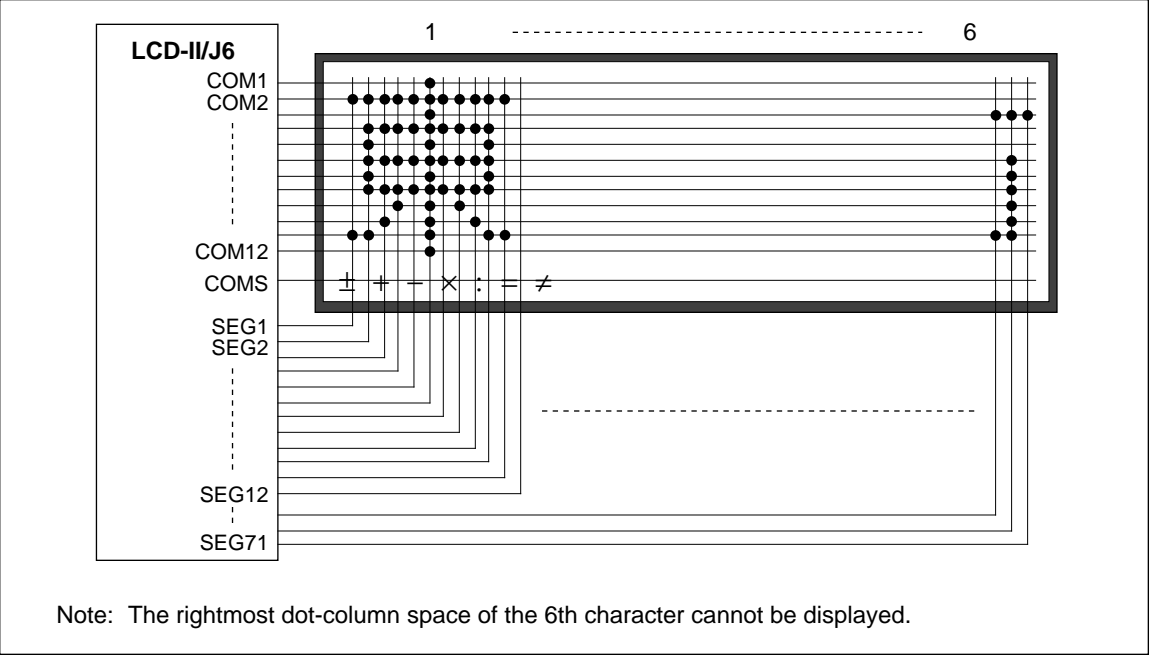 1 6
LCD-II/J6
COM1
COM2
COM12
COMS ± + − × : = ≠
SEG1
SEG2
SEG12
SEG71
Note: The rightmost dot-column space of the 6th character cannot be displayed.